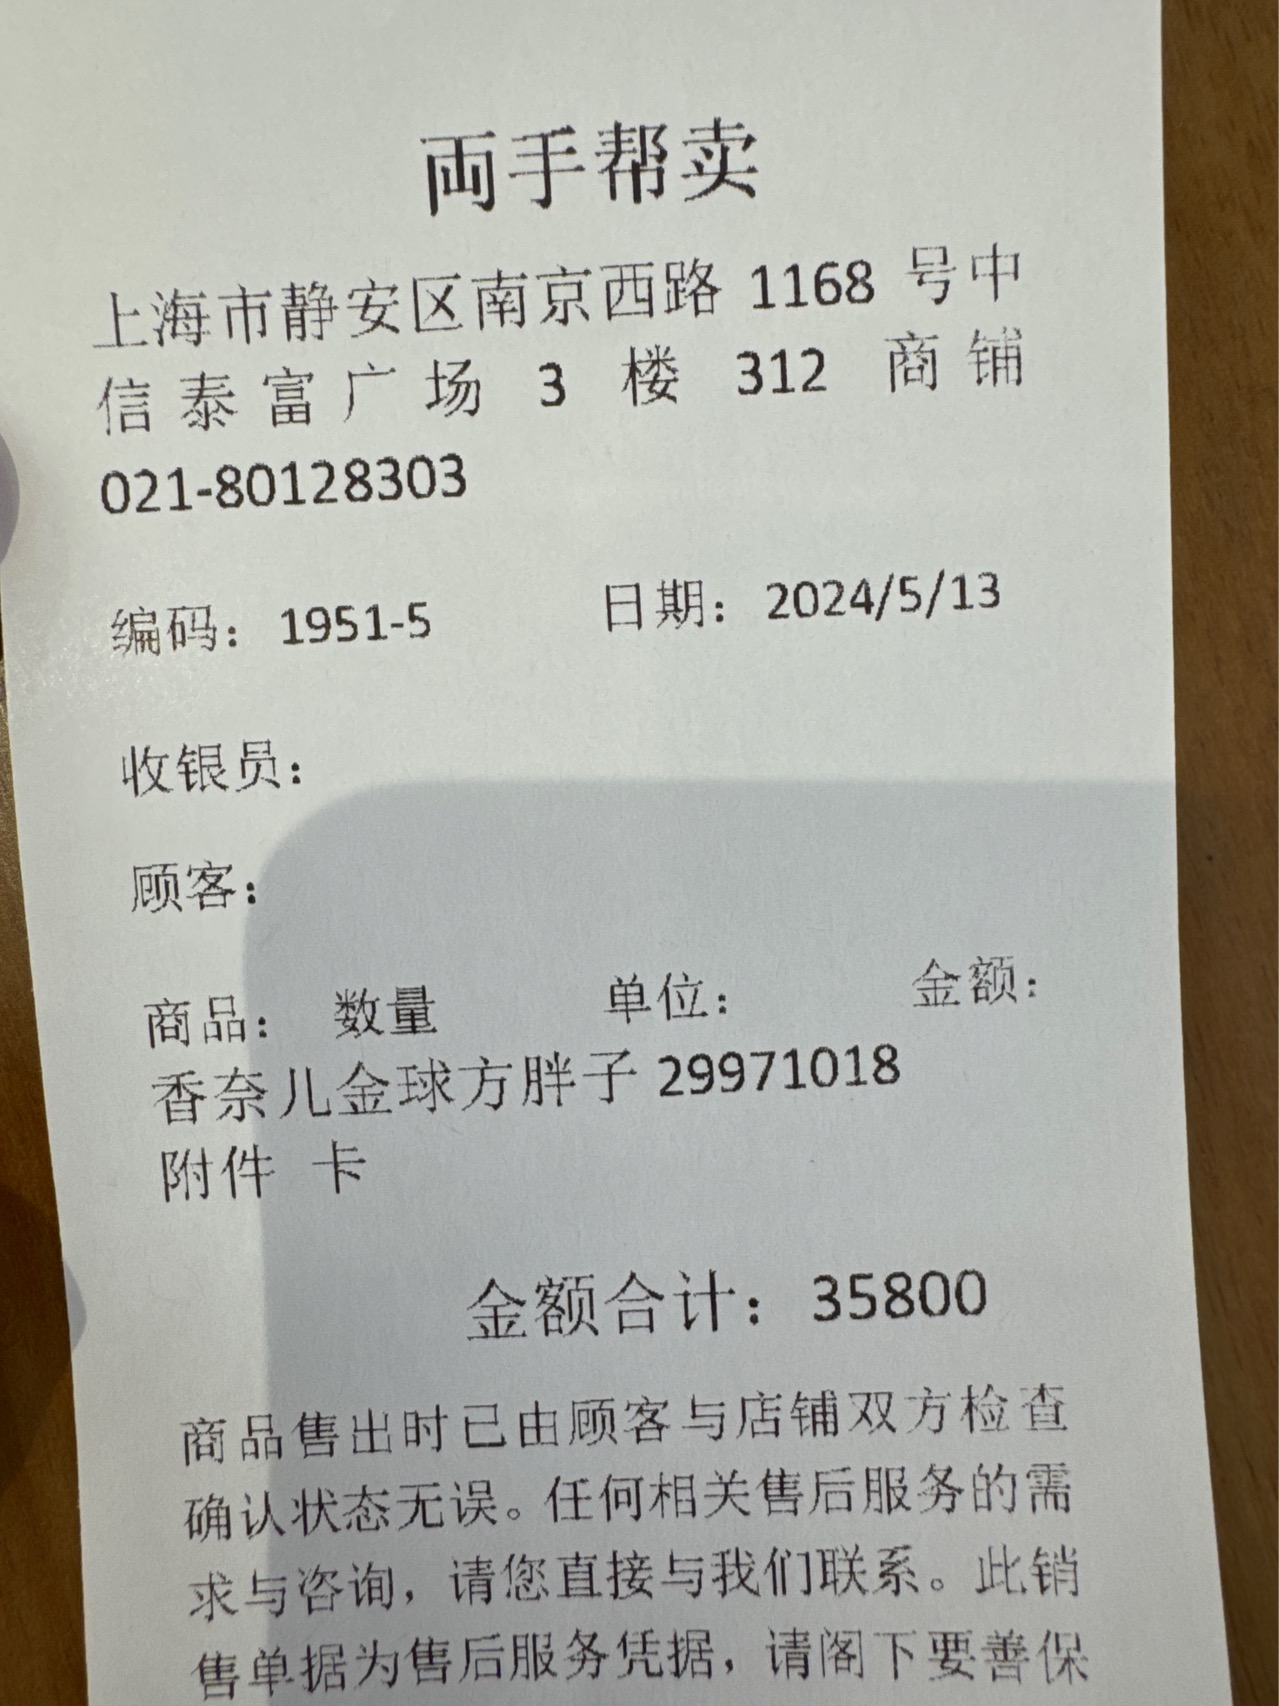 両手帮卖
上海市静安区南京西路 1168 号中
信泰富广场 3 楼 312 商铺
021-80128303
编码：1951-5 日期：2024/5/13
收银员：
顾客：
商品： 数量 单位： 金额：
香奈儿金球方胖子 29971018
附件 卡
金额合计：35800
商品售出时已由顾客与店铺双方检查
确认状态无误。任何相关售后服务的需
求与咨询，请您直接与我们联系。此销
售单据为售后服务凭据，请阁下要善保